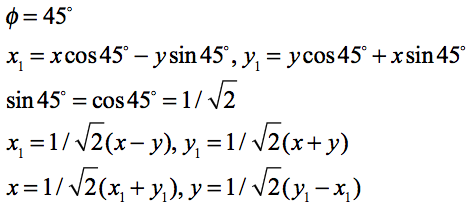 ϕ = 45°
x₁ = x cos 45° − y sin 45°, y₁ = y cos 45° + x sin 45°
sin 45° = cos 45° = 1/√2
x₁ = 1/√2(x − y), y₁ = 1/√2(x + y)
x = 1/√2(x₁ + y₁), y = 1/√2(y₁ − x₁)